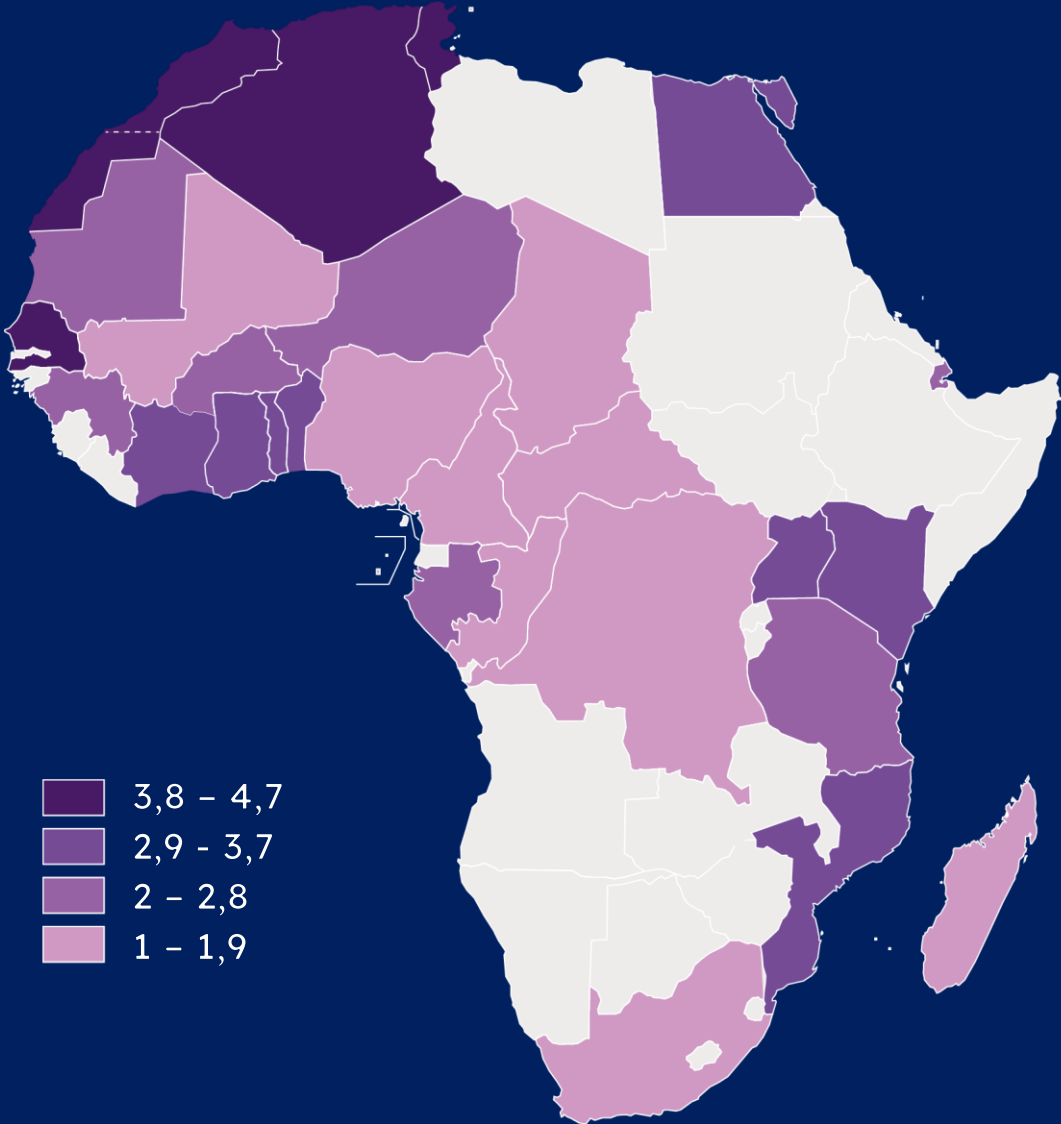 3,8 – 4,7
2,9 - 3,7
2 – 2,8
1 – 1,9